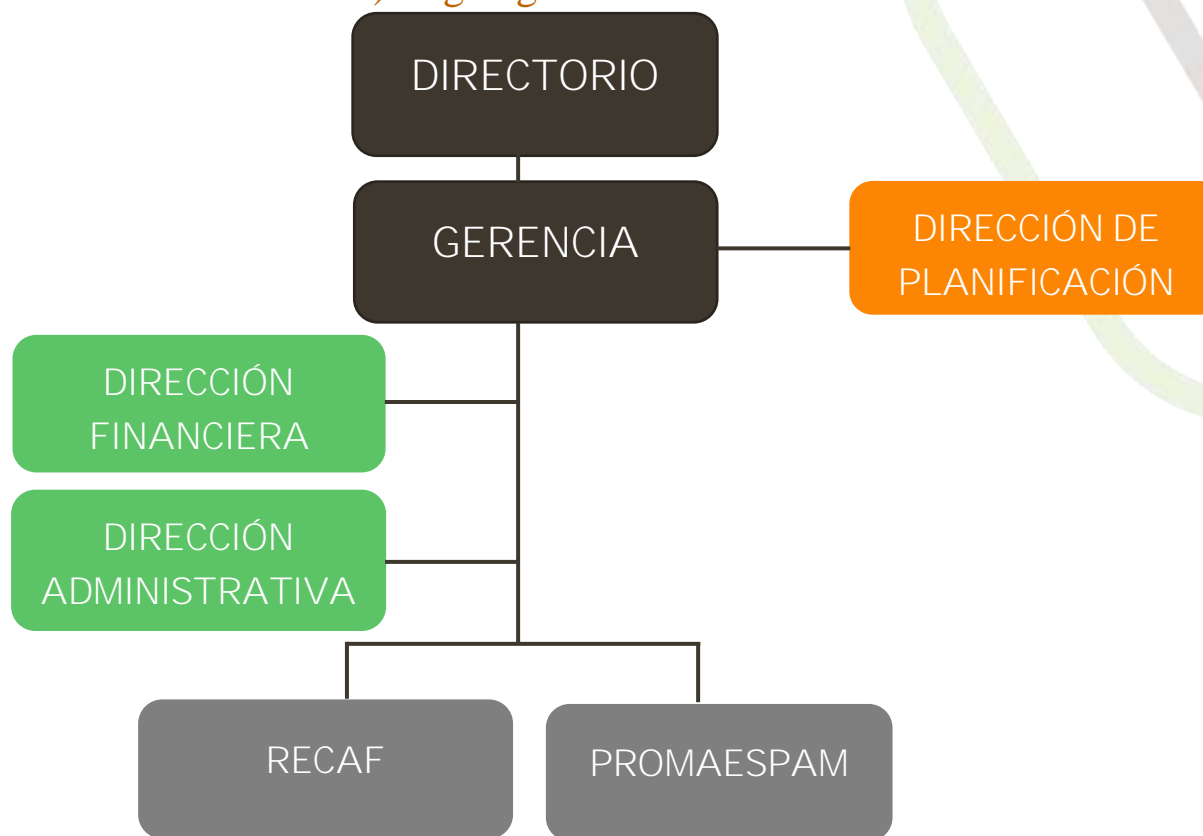 DIRECTORIO
GERENCIA
DIRECCIÓN DE
PLANIFICACIÓN
DIRECCIÓN
FINANCIERA
DIRECCIÓN
ADMINISTRATIVA
RECAF
PROMAESPAM